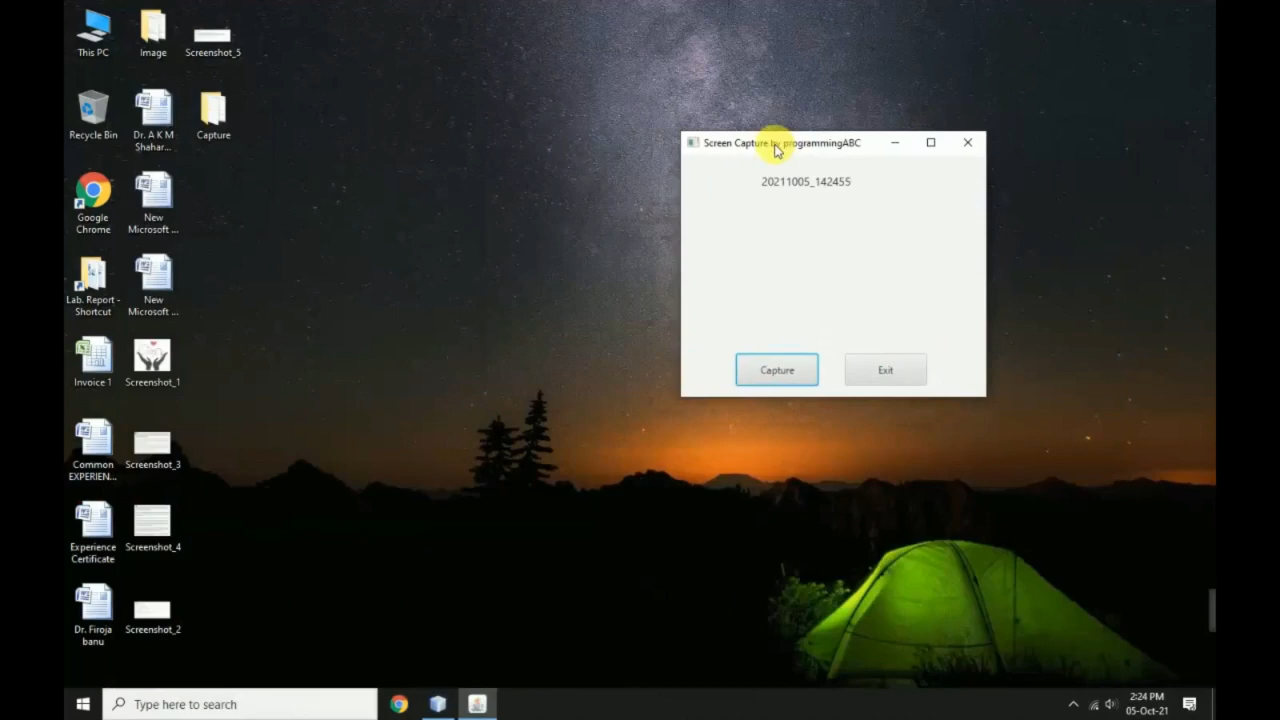 This PC
Image
Screenshot_5
Recycle Bin
Dr. A K M
Shahar...
Capture
Google
Chrome
New
Microsoft ...
Lab. Report -
Shortcut
New
Microsoft ...
Invoice 1
Screenshot_1
Common
EXPERIEN...
Screenshot_3
Experience
Certificate
Screenshot_4
Dr. Firoja
banu
Screenshot_2
Screen Capture by programmingABC
20211005_142455
Capture
Exit
Type here to search
2:24 PM
05-Oct-21